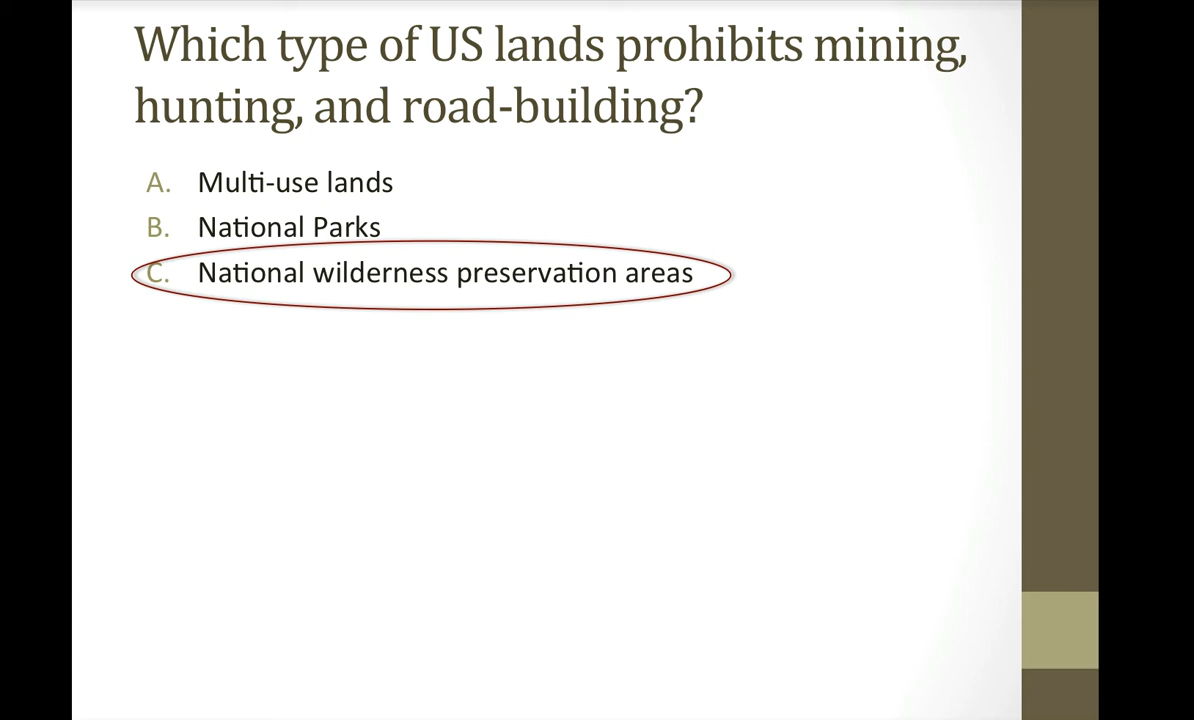 Which type of US lands prohibits mining,
hunting, and road-building?
A. Multi-use lands
B. National Parks
C. National wilderness preservation areas